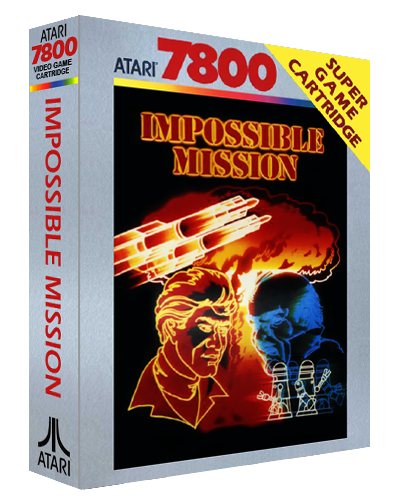 ATARI
7800
VIDEO GAME
CARTRIDGE
IMPOSSIBLE MISSION
ATARI
ATARI 7800
SUPER
GAME
CARTRIDGE
IMPOSSIBLE
MISSION